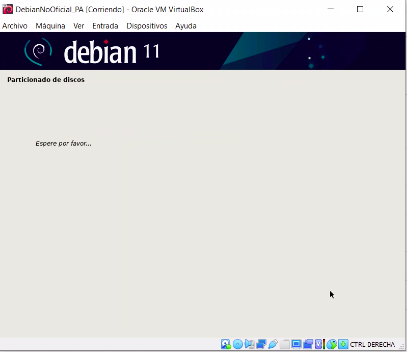 DebianNoOficial_PA [Corriendo] - Oracle VM VirtualBox
Archivo Máquina Ver Entrada Dispositivos Ayuda
debian 11
Particionado de discos
Espere por favor...
CTRL DERECHA